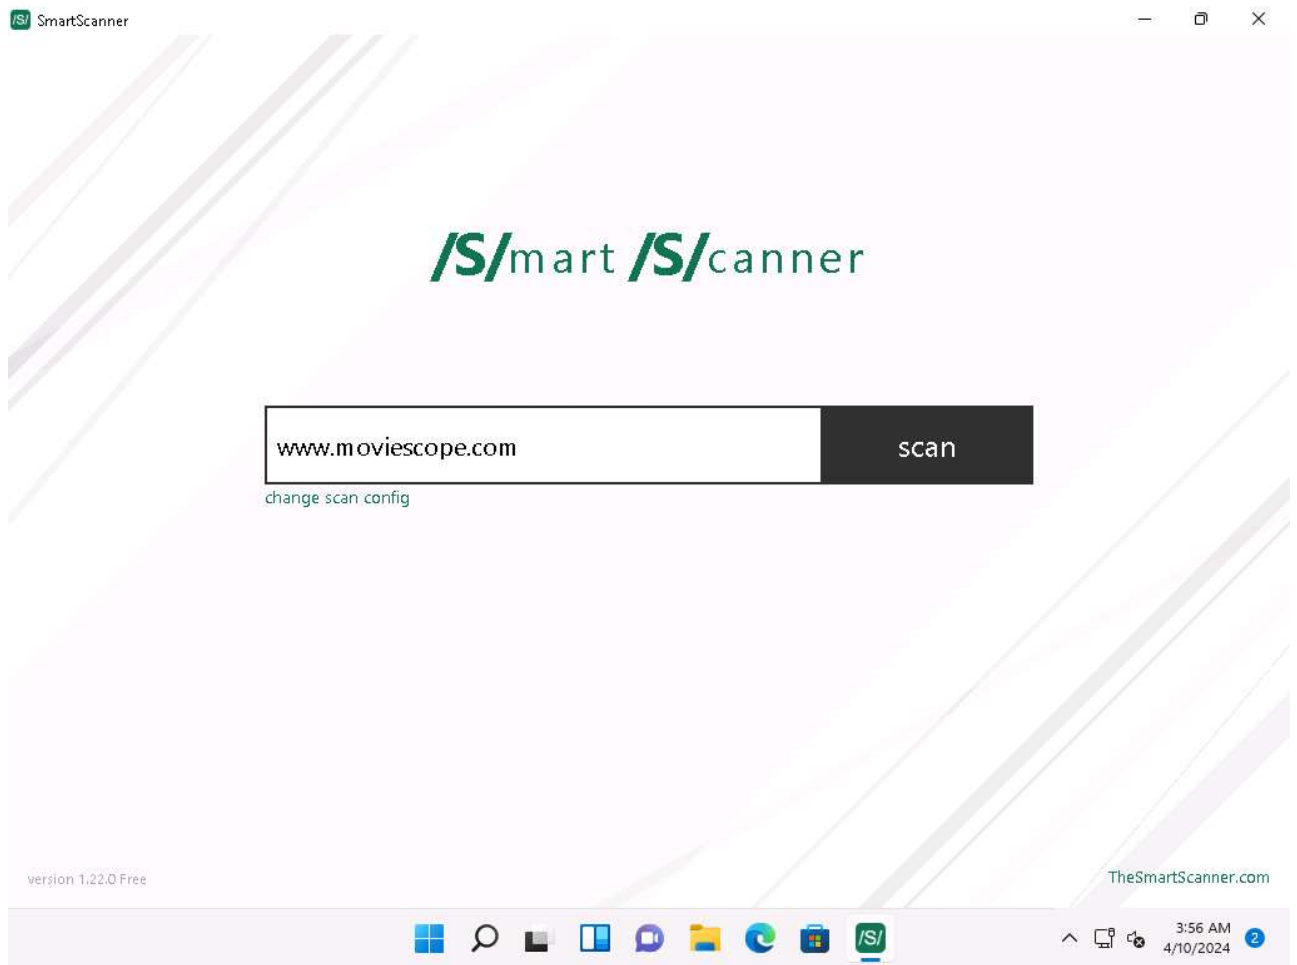 /S/ SmartScanner
/S/mart /S/canner
www.moviescope.com
scan
change scan config
version 1.22.0 Free
TheSmartScanner.com
/S/
3:56 AM
4/10/2024
2